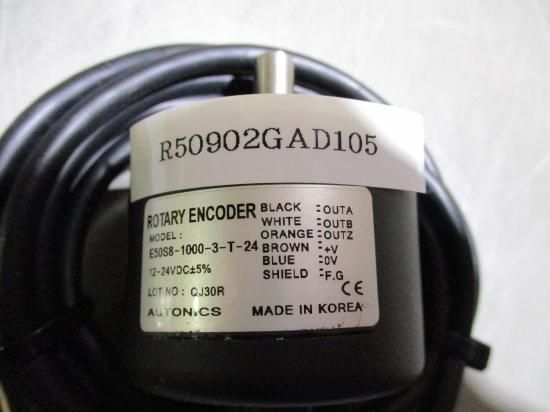 R50902GAD105
ROTARY ENCODER
MODEL :
E50S8-1000-3-T-24
12-24VDC±5%
LOT NO : QJ30R
AUTONICS
BLACK :OUTA
WHITE :OUTB
ORANGE:OUTZ
BROWN :+V
BLUE :0V
SHIELD :F.G
CE
MADE IN KOREA